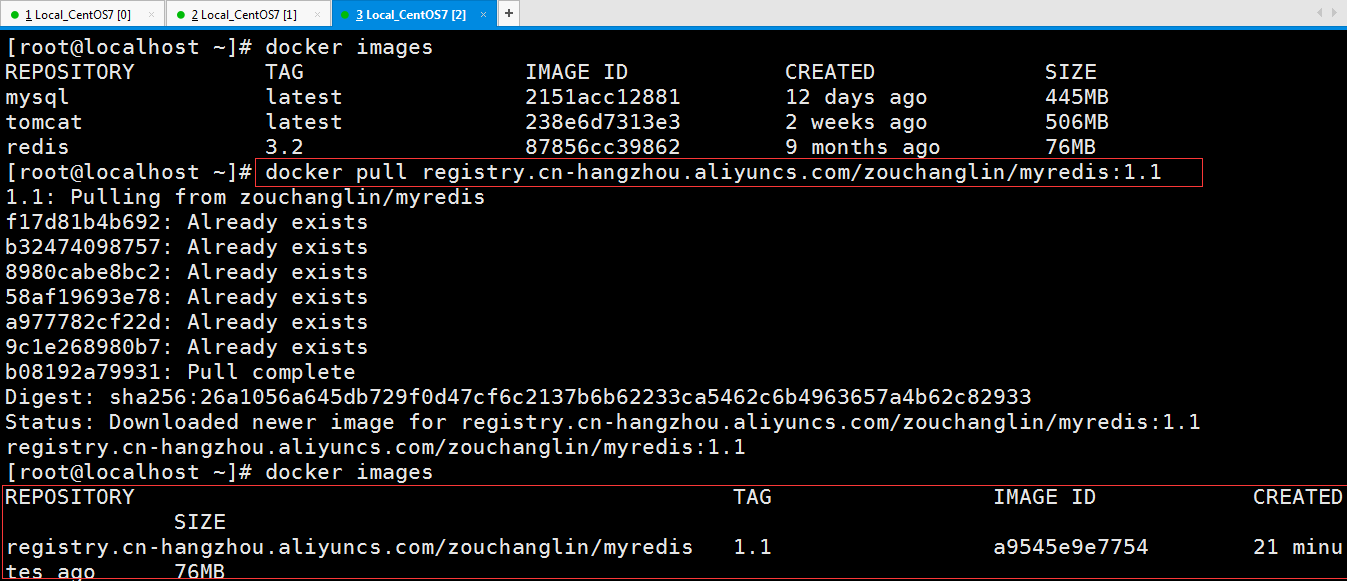 1 Local_CentOS7 [0] × 2 Local_CentOS7 [1] × 3 Local_CentOS7 [2] × +
[root@localhost ~]# docker images
REPOSITORY TAG IMAGE ID CREATED SIZE
mysql latest 2151acc12881 12 days ago 445MB
tomcat latest 238e6d7313e3 2 weeks ago 506MB
redis 3.2 87856cc39862 9 months ago 76MB
[root@localhost ~]# docker pull registry.cn-hangzhou.aliyuncs.com/zouchanglin/myredis:1.1
1.1: Pulling from zouchanglin/myredis
f17d81b4b692: Already exists
b32474098757: Already exists
8980cabe8bc2: Already exists
58af19693e78: Already exists
a977782cf22d: Already exists
9c1e268980b7: Already exists
b08192a79931: Pull complete
Digest: sha256:26a1056a645db729f0d47cf6c2137b6b62233ca5462c6b4963657a4b62c82933
Status: Downloaded newer image for registry.cn-hangzhou.aliyuncs.com/zouchanglin/myredis:1.1
registry.cn-hangzhou.aliyuncs.com/zouchanglin/myredis:1.1
[root@localhost ~]# docker images
REPOSITORY TAG IMAGE ID CREATED
SIZE
registry.cn-hangzhou.aliyuncs.com/zouchanglin/myredis 1.1 a9545e9e7754 21 minu
tes ago 76MB